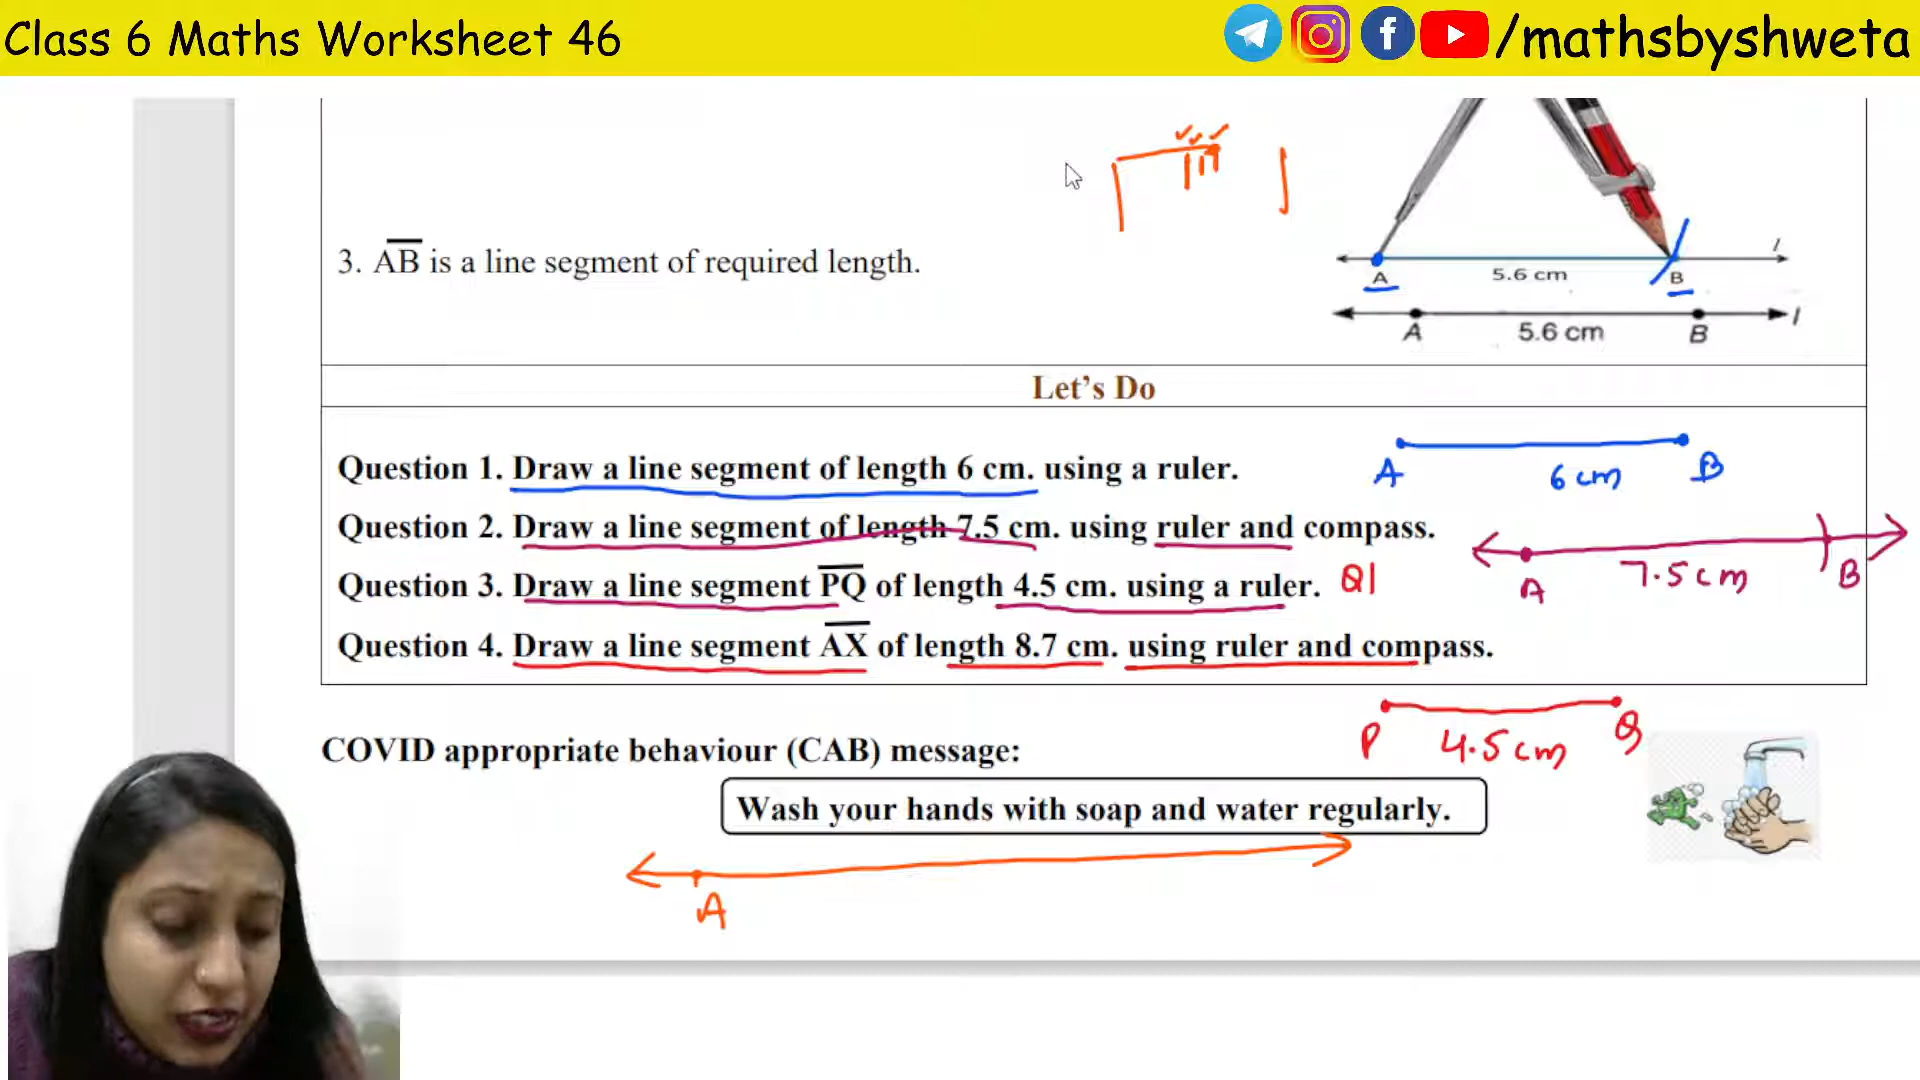 Class 6 Maths Worksheet 46
/mathsbyshweta
3. AB is a line segment of required length.
l
A 5.6 cm B
A 5.6 cm B l
Let's Do
Question 1. Draw a line segment of length 6 cm. using a ruler.
A 6 cm B
Question 2. Draw a line segment of length 7.5 cm. using ruler and compass.
A 7.5 cm B
Question 3. Draw a line segment PQ of length 4.5 cm. using a ruler. Q1
Question 4. Draw a line segment AX of length 8.7 cm. using ruler and compass.
P 4.5 cm Q
COVID appropriate behaviour (CAB) message:
Wash your hands with soap and water regularly.
A